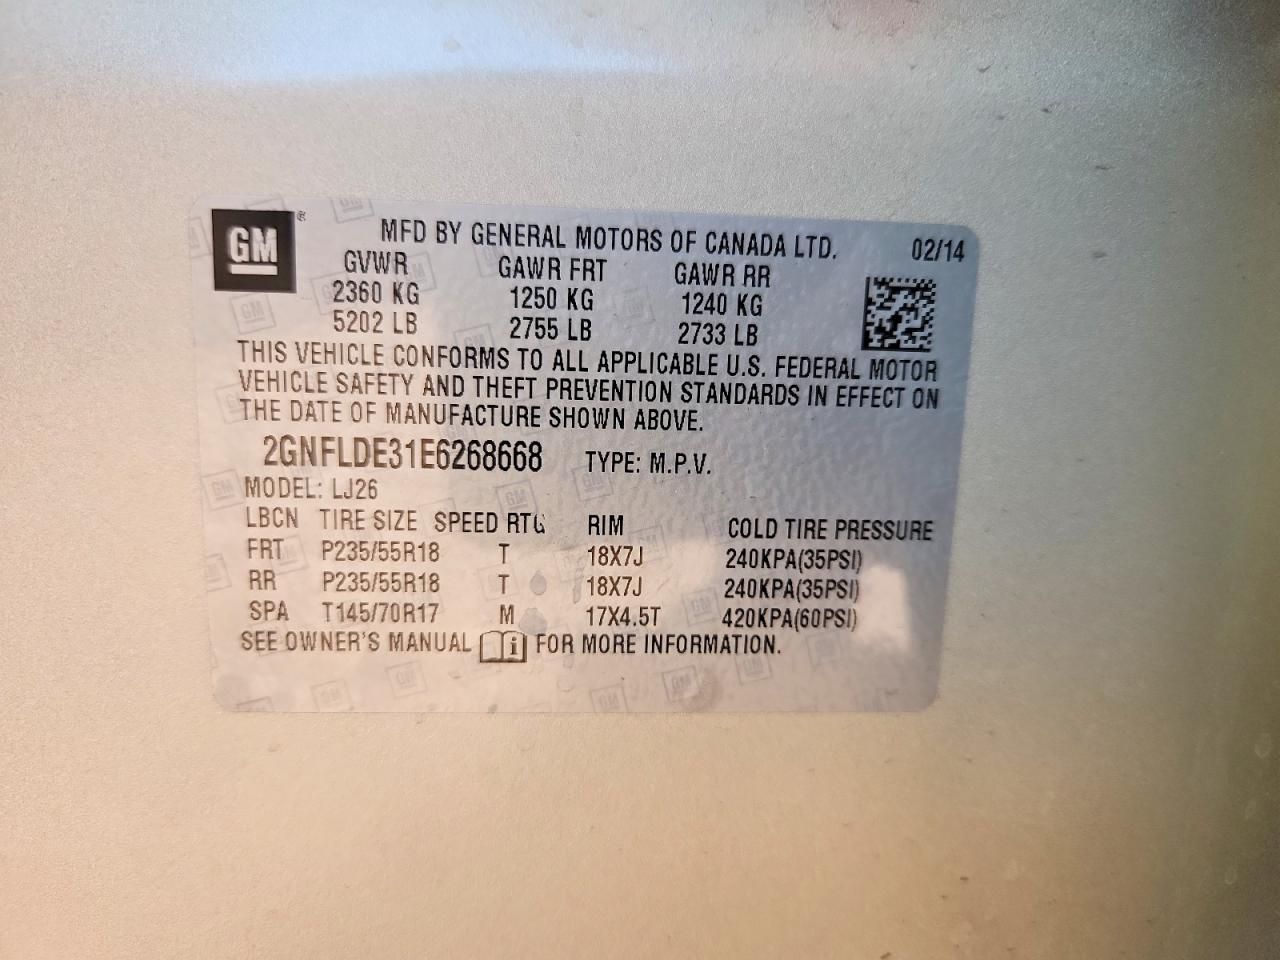 GM ® MFD BY GENERAL MOTORS OF CANADA LTD. 02/14
GVWR GAWR FRT GAWR RR
2360 KG 1250 KG 1240 KG
5202 LB 2755 LB 2733 LB
THIS VEHICLE CONFORMS TO ALL APPLICABLE U.S. FEDERAL MOTOR
VEHICLE SAFETY AND THEFT PREVENTION STANDARDS IN EFFECT ON
THE DATE OF MANUFACTURE SHOWN ABOVE.
2GNFLDE31E6268668 TYPE: M.P.V.
MODEL: LJ26
LBCN TIRE SIZE SPEED RTG RIM COLD TIRE PRESSURE
FRT P235/55R18 T 18X7J 240KPA(35PSI)
RR P235/55R18 T 18X7J 240KPA(35PSI)
SPA T145/70R17 M 17X4.5T 420KPA(60PSI)
SEE OWNER'S MANUAL i FOR MORE INFORMATION.